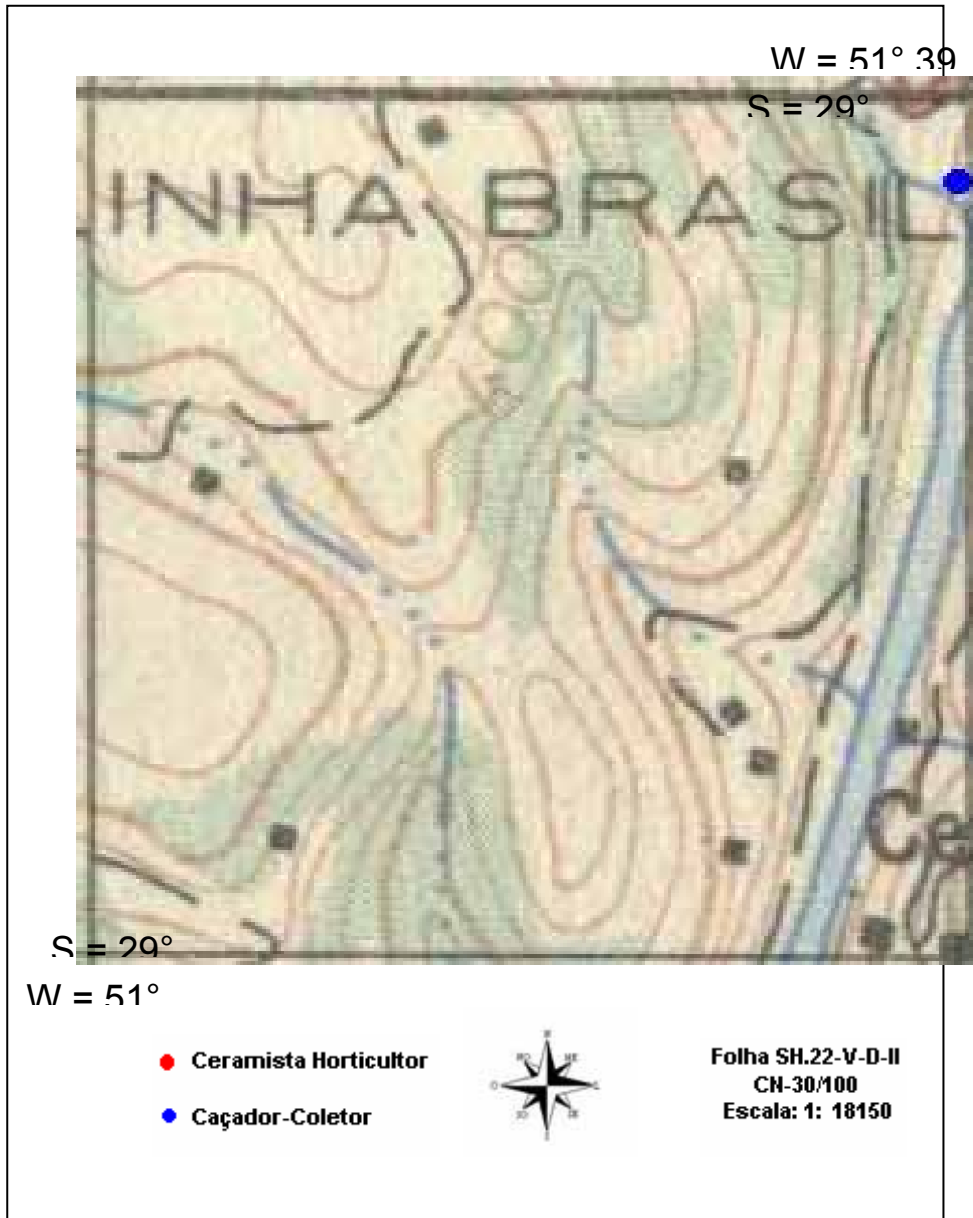 W = 51° 39
S = 29°
INHA BRASIL
Ce
S = 29°
W = 51°
Ceramista Horticultor
Caçador-Coletor
Folha SH.22-V-D-II
CN-30/100
Escala: 1: 18150